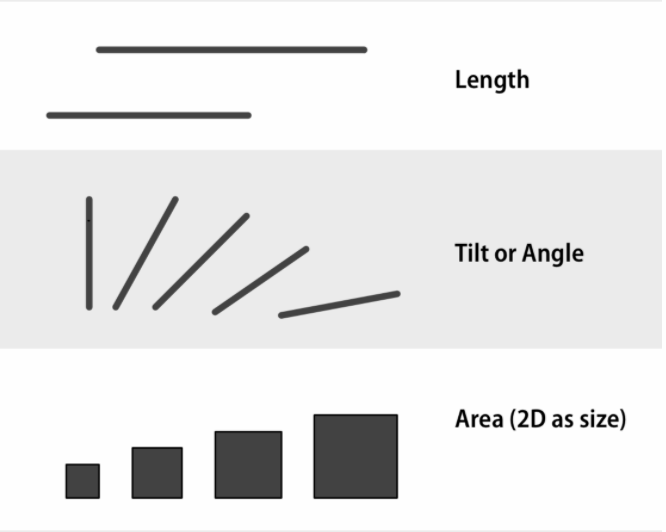 Length
Tilt or Angle
Area (2D as size)